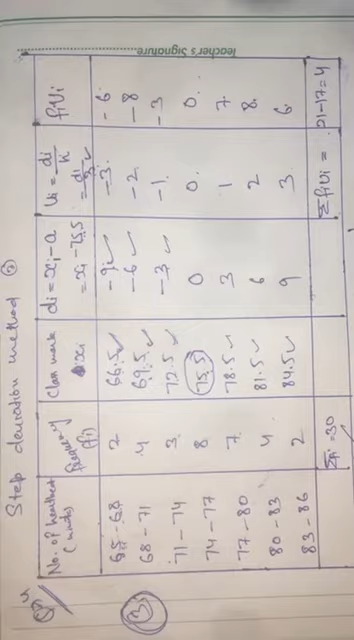 Teacher's Signature
Step deviation method
No. of heartbeat (minute) | frequency (fi) | Class mark xi | di = xi - a = xi - 75.5 | Ui = di/h = di/3 | fiUi
65-68 | 2 | 66.5 | -9 | -3 | -6
68-71 | 4 | 69.5 | -6 | -2 | -8
71-74 | 3 | 72.5 | -3 | -1 | -3
74-77 | 8 | 75.5 | 0 | 0 | 0
77-80 | 7 | 78.5 | 3 | 1 | 7
80-83 | 4 | 81.5 | 6 | 2 | 8
83-86 | 2 | 84.5 | 9 | 3 | 6
Σfi = 30 | ΣfiUi = 21-17=4
3